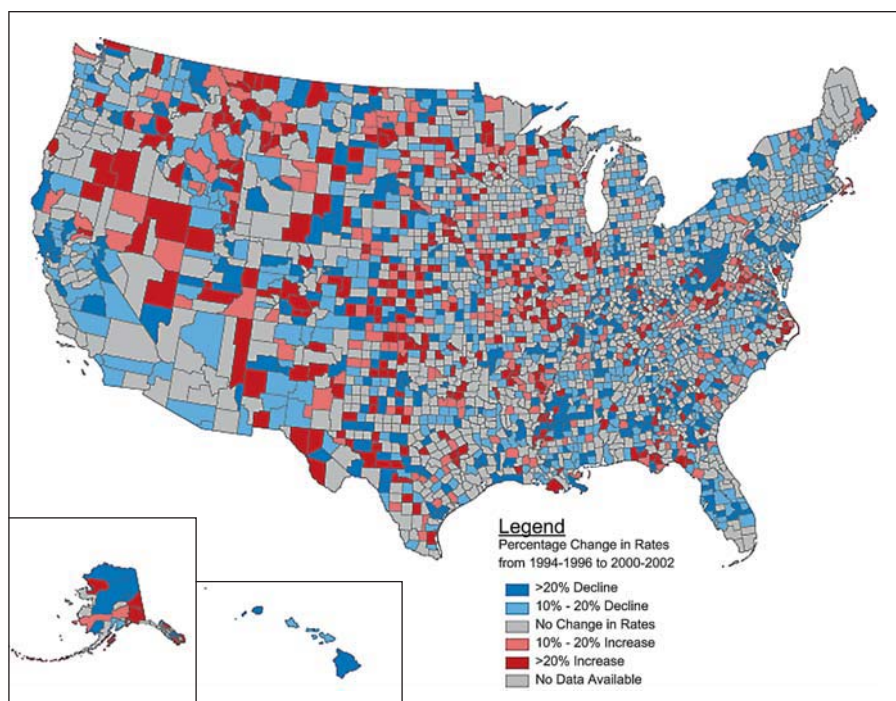 Legend
Percentage Change in Rates
from 1994-1996 to 2000-2002
>20% Decline
10% - 20% Decline
No Change in Rates
10% - 20% Increase
>20% Increase
No Data Available